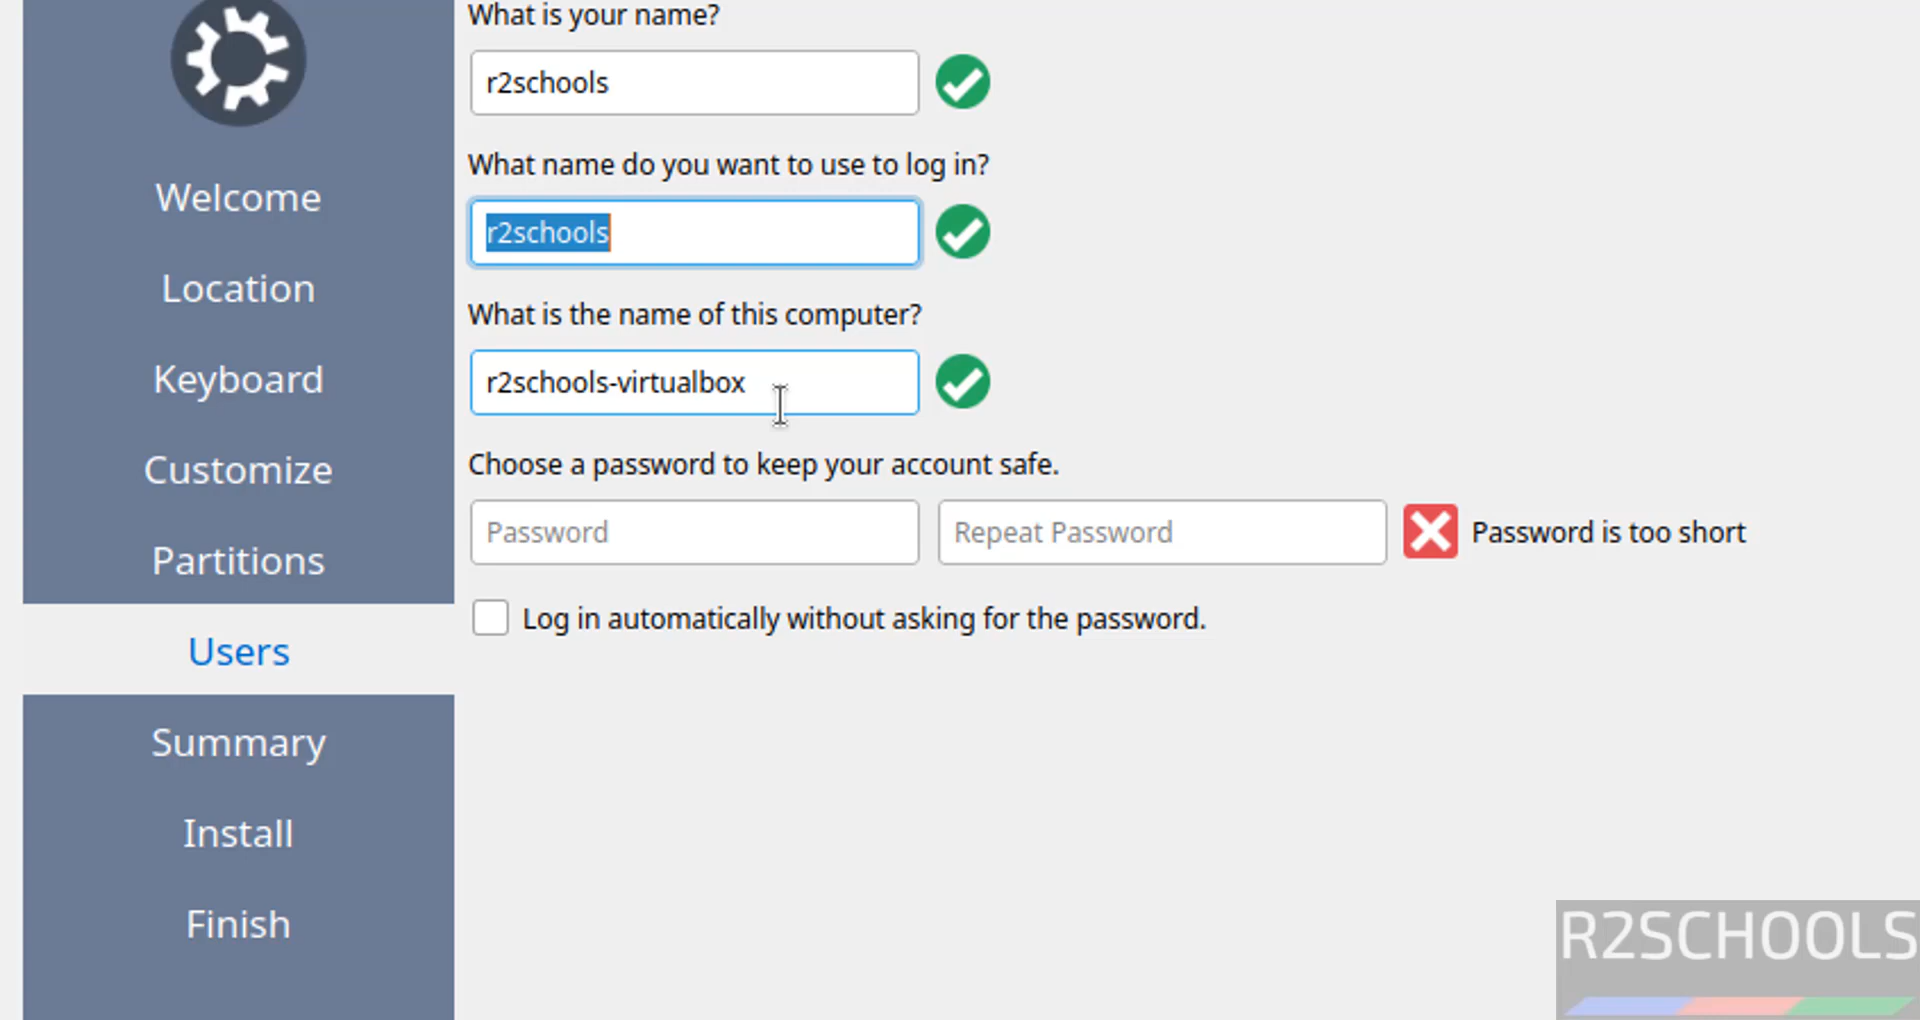 What is your name?
r2schools
What name do you want to use to log in?
r2schools
What is the name of this computer?
r2schools-virtualbox
Choose a password to keep your account safe.
Password
Repeat Password
Password is too short
Log in automatically without asking for the password.
Welcome
Location
Keyboard
Customize
Partitions
Users
Summary
Install
Finish
R2SCHOOLS